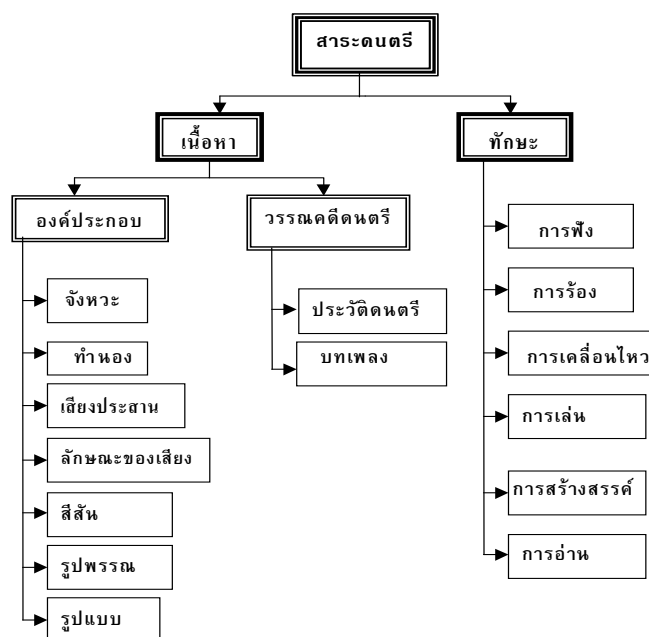 สาระดนตรี
เนื้อหา
ทักษะ
องค์ประกอบ
วรรณคดีดนตรี
จังหวะ
ทำนอง
เสียงประสาน
ลักษณะของเสียง
สีสัน
รูปพรรณ
รูปแบบ
ประวัติดนตรี
บทเพลง
การฟัง
การร้อง
การเคลื่อนไหว
การเล่น
การสร้างสรรค์
การอ่าน